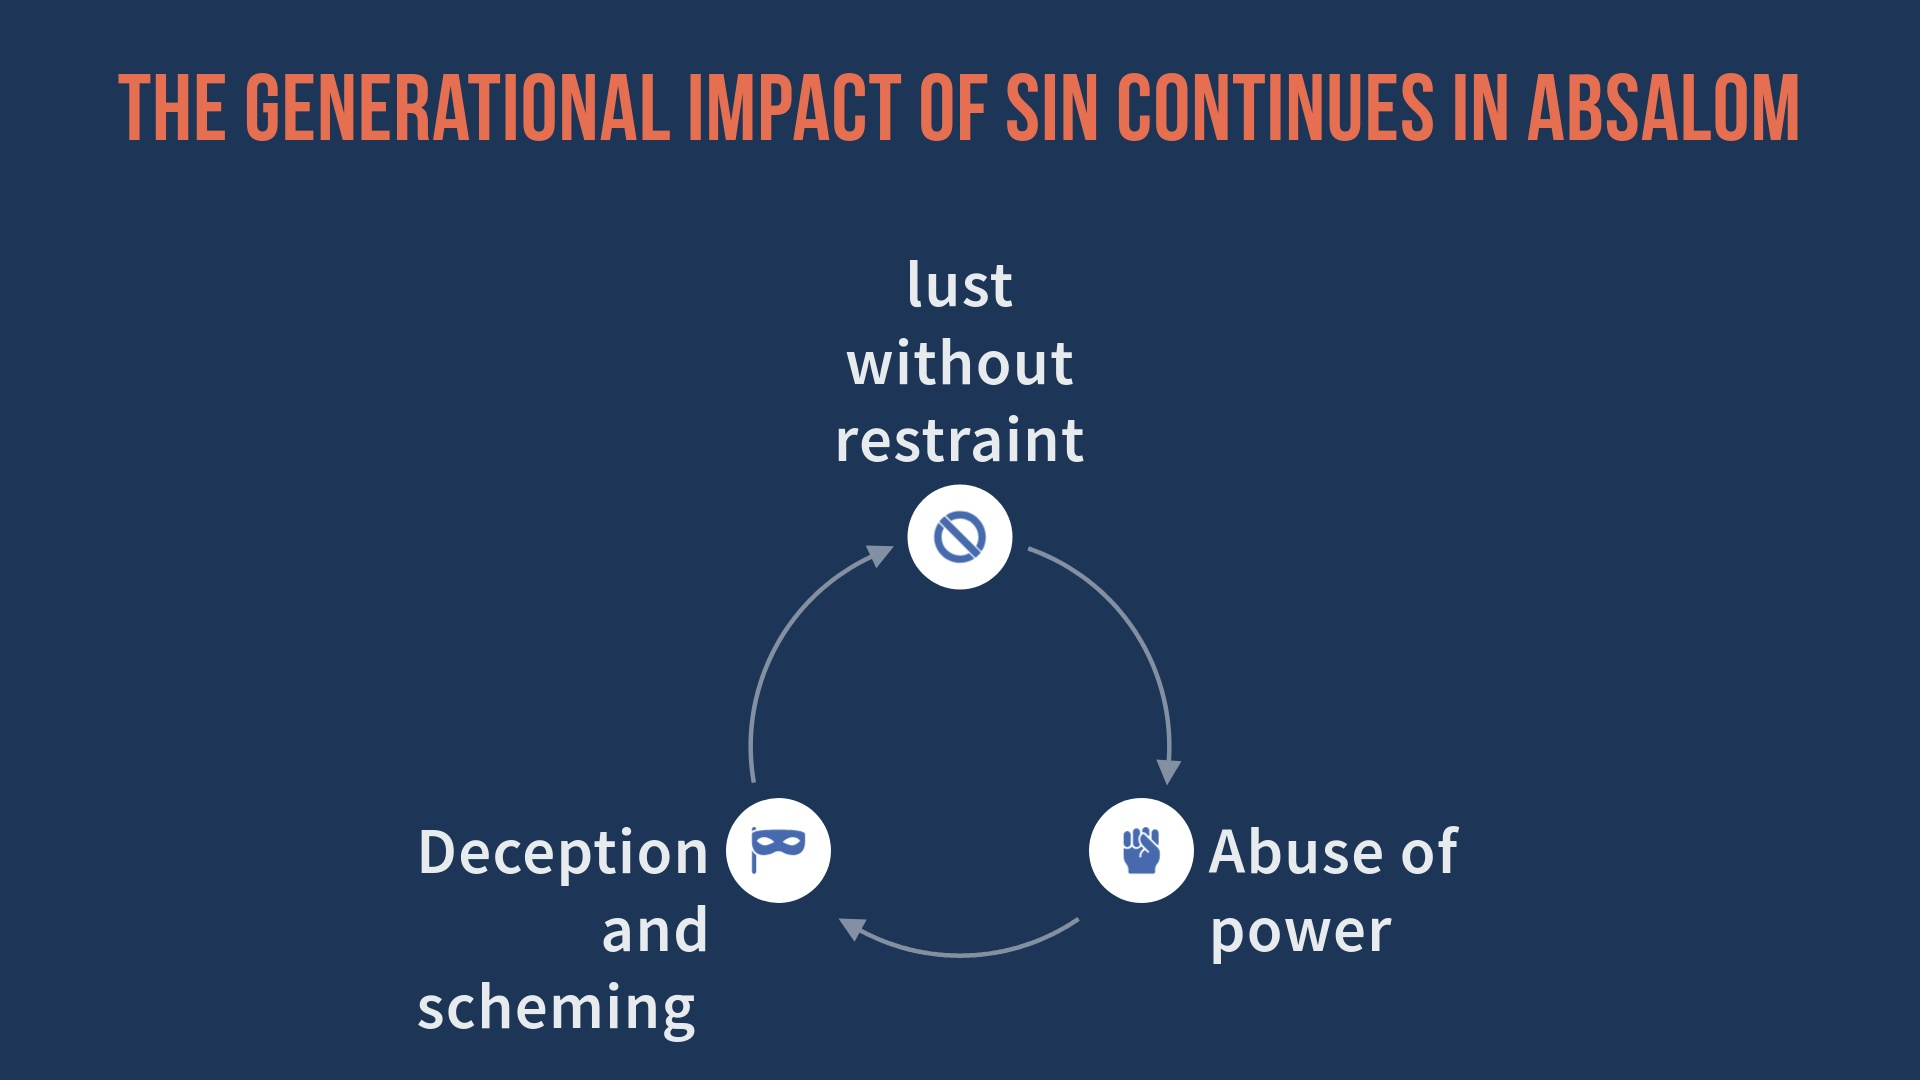 THE GENERATIONAL IMPACT OF SIN CONTINUES IN ABSALOM
lust
without
restraint
Deception
and
scheming
Abuse of
power